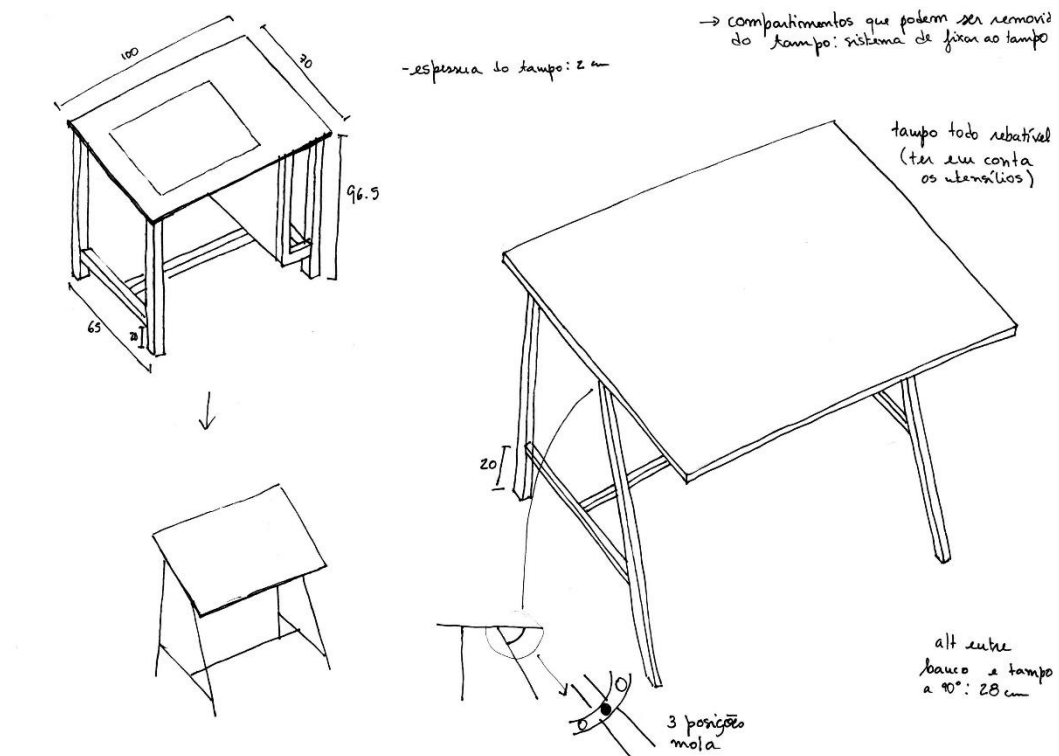 → compartimentos que podem ser removid
do tampo: sistema de fixar ao tampo
100
70
- espessura do tampo: 2 cm
96.5
65
20
tampo todo rebatível
(ter em conta
os utensílios)
20
3 posições
mola
alt entre
banco e tampo
a 90°: 28 cm